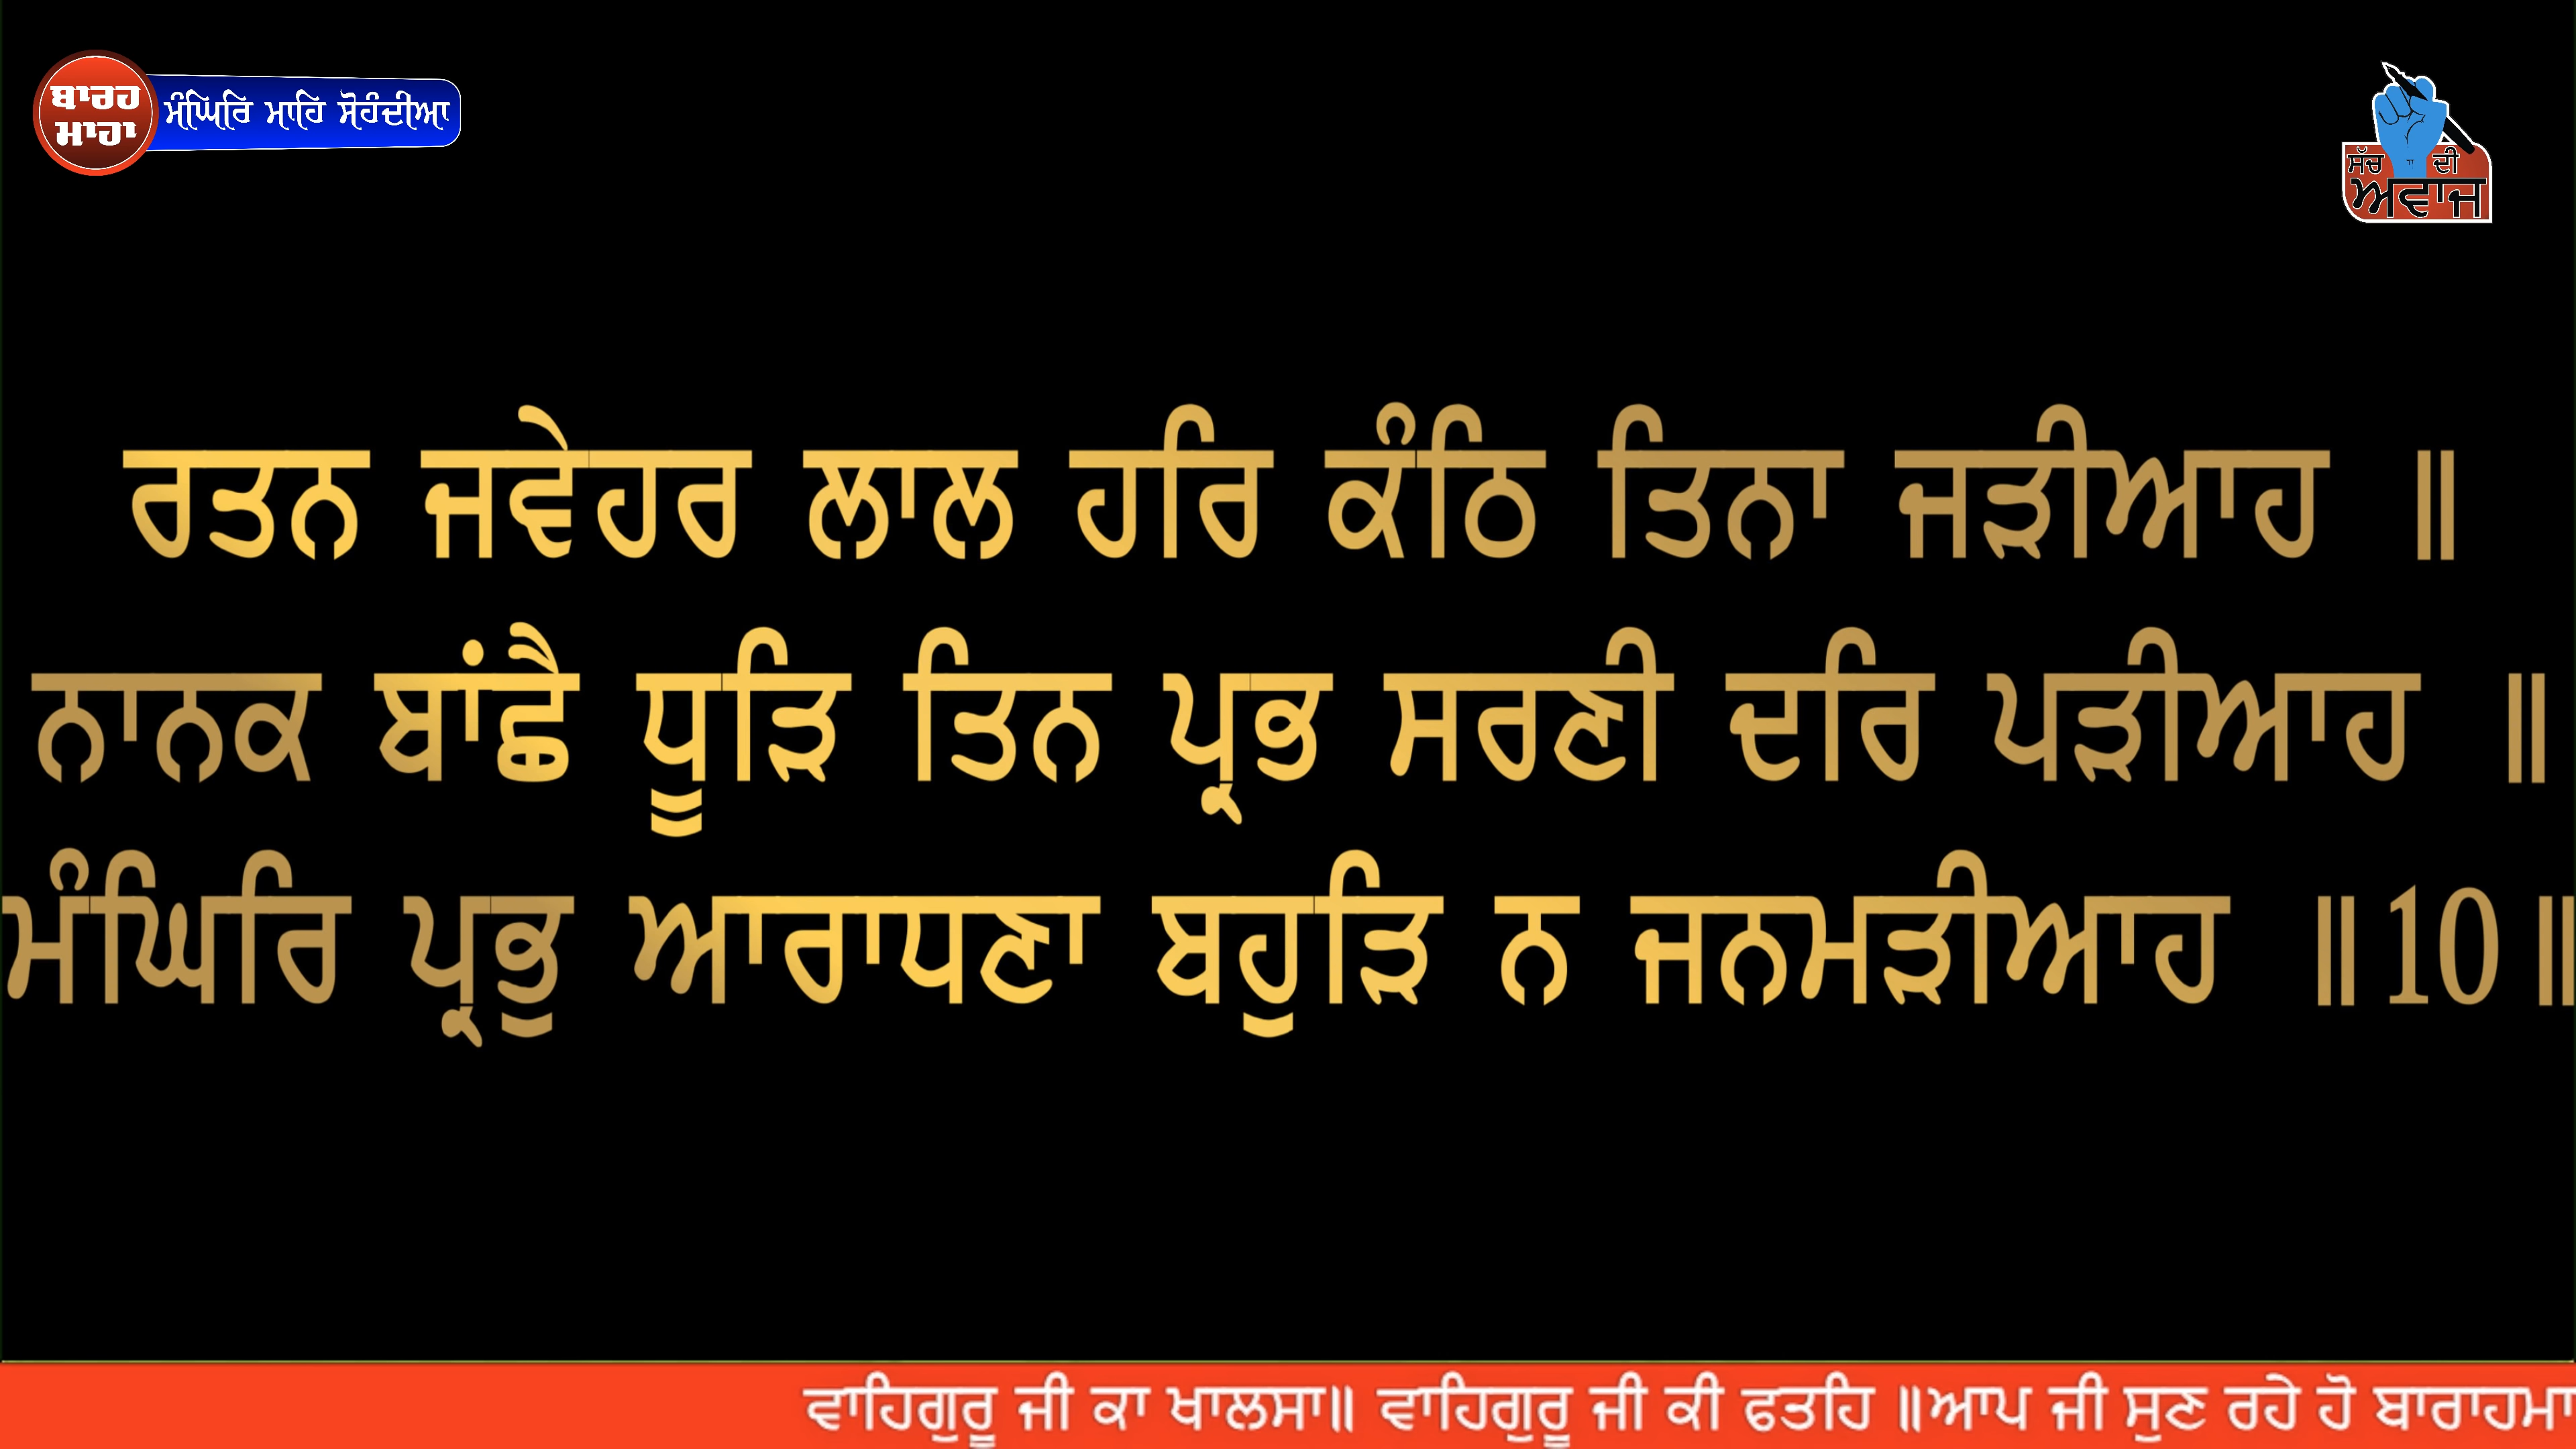 ਬਾਰਹ
ਮਾਹਾ
ਮੰਘਿਰਿ ਮਾਹਿ ਸੋਹੰਦੀਆ
ਸੱਚ ਦੀ
ਅਵਾਜ
ਰਤਨ ਜਵੇਹਰ ਲਾਲ ਹਰਿ ਕੰਠਿ ਤਿਨਾ ਜੜੀਆਹ ॥
ਨਾਨਕ ਬਾਂਛੈ ਧੂੜਿ ਤਿਨ ਪ੍ਰਭ ਸਰਣੀ ਦਰਿ ਪੜੀਆਹ ॥
ਮੰਘਿਰਿ ਪ੍ਰਭੁ ਆਰਾਧਣਾ ਬਹੁੜਿ ਨ ਜਨਮੜੀਆਹ ॥10॥
ਵਾਹਿਗੁਰੂ ਜੀ ਕਾ ਖਾਲਸਾ॥ ਵਾਹਿਗੁਰੂ ਜੀ ਕੀ ਫਤਹਿ ॥ਆਪ ਜੀ ਸੁਣ ਰਹੇ ਹੋ ਬਾਰਾਹਮਾ